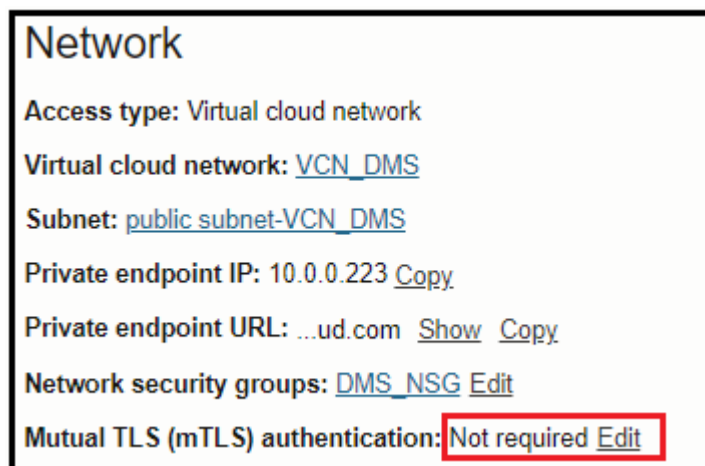 Network
Access type: Virtual cloud network
Virtual cloud network: VCN_DMS
Subnet: public subnet-VCN_DMS
Private endpoint IP: 10.0.0.223 Copy
Private endpoint URL: ...ud.com Show Copy
Network security groups: DMS_NSG Edit
Mutual TLS (mTLS) authentication: Not required Edit